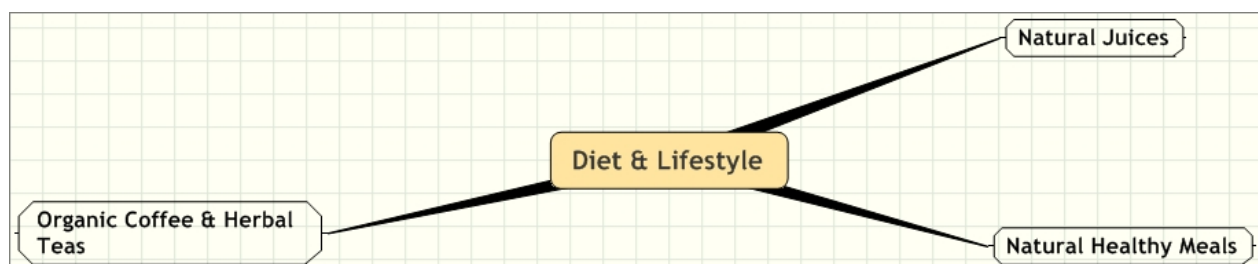 Natural Juices
Diet & Lifestyle
Organic Coffee & Herbal
Teas
Natural Healthy Meals